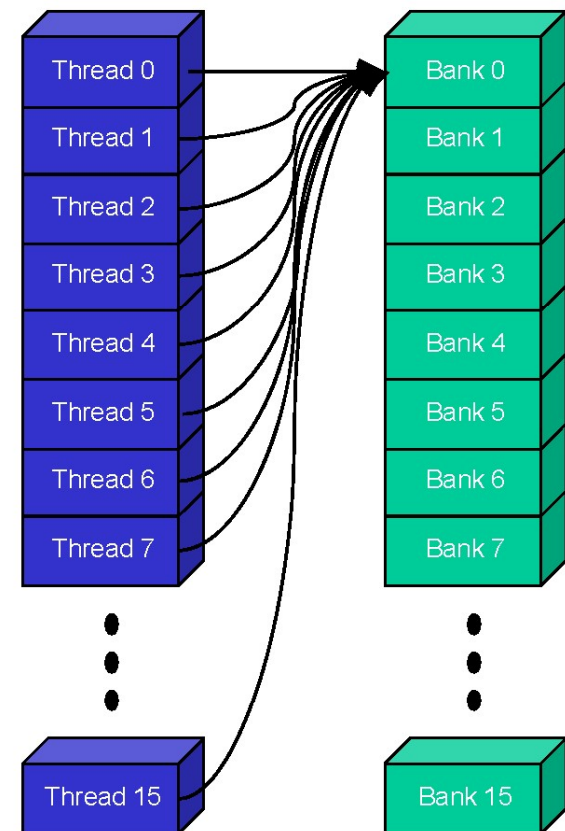 Thread 0
Thread 1
Thread 2
Thread 3
Thread 4
Thread 5
Thread 6
Thread 7
Thread 15
Bank 0
Bank 1
Bank 2
Bank 3
Bank 4
Bank 5
Bank 6
Bank 7
Bank 15